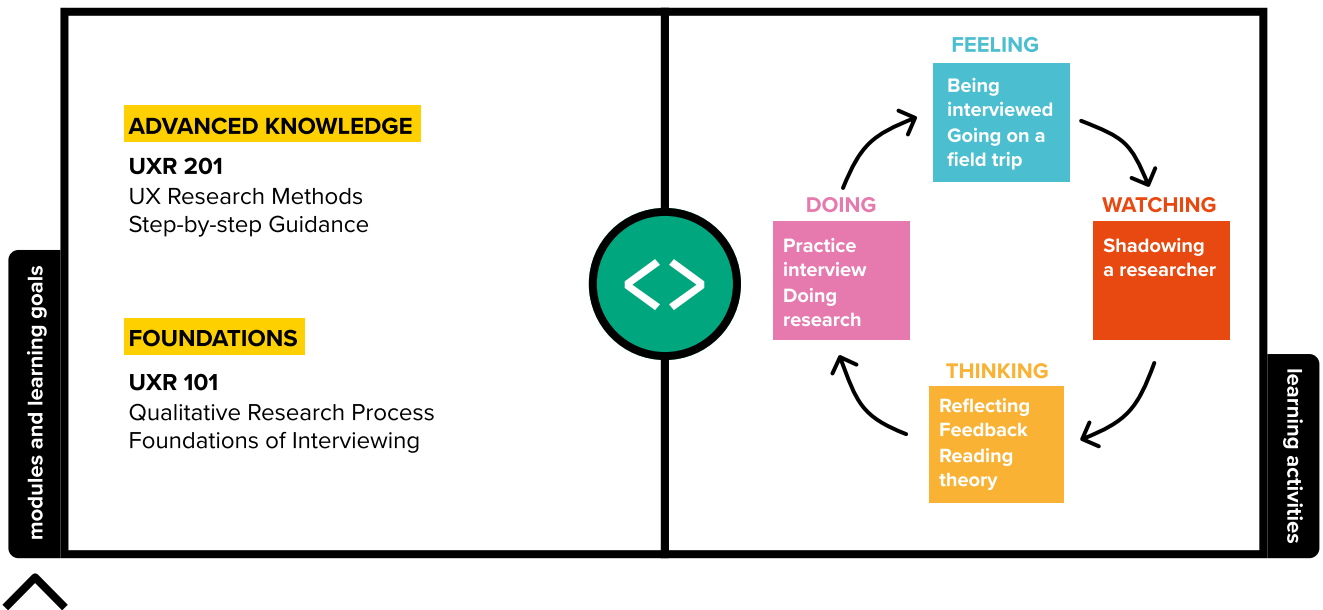 modules and learning goals
ADVANCED KNOWLEDGE
UXR 201
UX Research Methods
Step-by-step Guidance
FOUNDATIONS
UXR 101
Qualitative Research Process
Foundations of Interviewing
FEELING
Being
interviewed
Going on a
field trip
WATCHING
Shadowing
a researcher
THINKING
Reflecting
Feedback
Reading
theory
DOING
Practice
interview
Doing
research
learning activities